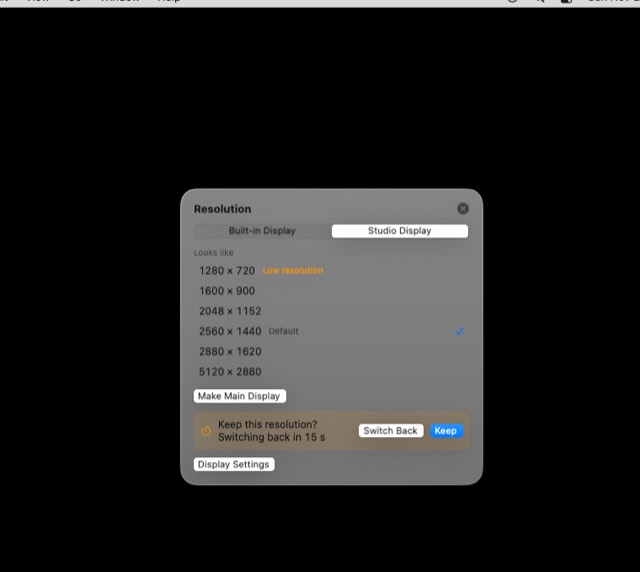 Window Help
Resolution
Built-in Display Studio Display
Looks like
1280 × 720 Low resolution
1600 × 900
2048 × 1152
2560 × 1440 Default
2880 × 1620
5120 × 2880
Make Main Display
Keep this resolution?
Switching back in 15 s
Switch Back Keep
Display Settings